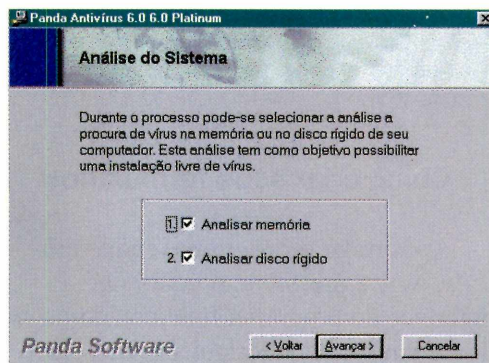 Panda Antivírus 6.0 6.0 Platinum
Análise do Sistema
Durante o processo pode-se selecionar a análise a
procura de vírus na memória ou no disco rígido de seu
computador. Esta análise tem como objetivo possibilitar
uma instalação livre de vírus.
1. Analisar memória
2. Analisar disco rígido
Panda Software
< Voltar Avançar > Cancelar